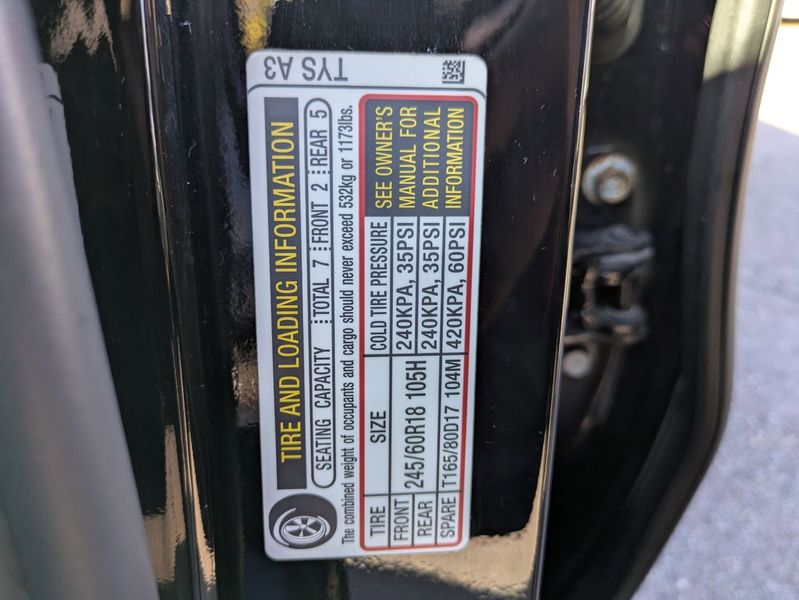 TYS A3
TIRE AND LOADING INFORMATION
SEATING CAPACITY TOTAL 7 FRONT 2 REAR 5
The combined weight of occupants and cargo should never exceed 532kg or 1173lbs.
TIRE SIZE COLD TIRE PRESSURE
FRONT 245/60R18 105H 240KPA, 35PSI
REAR 240KPA, 35PSI
SPARE T165/80D17 104M 420KPA, 60PSI
SEE OWNER'S
MANUAL FOR
ADDITIONAL
INFORMATION